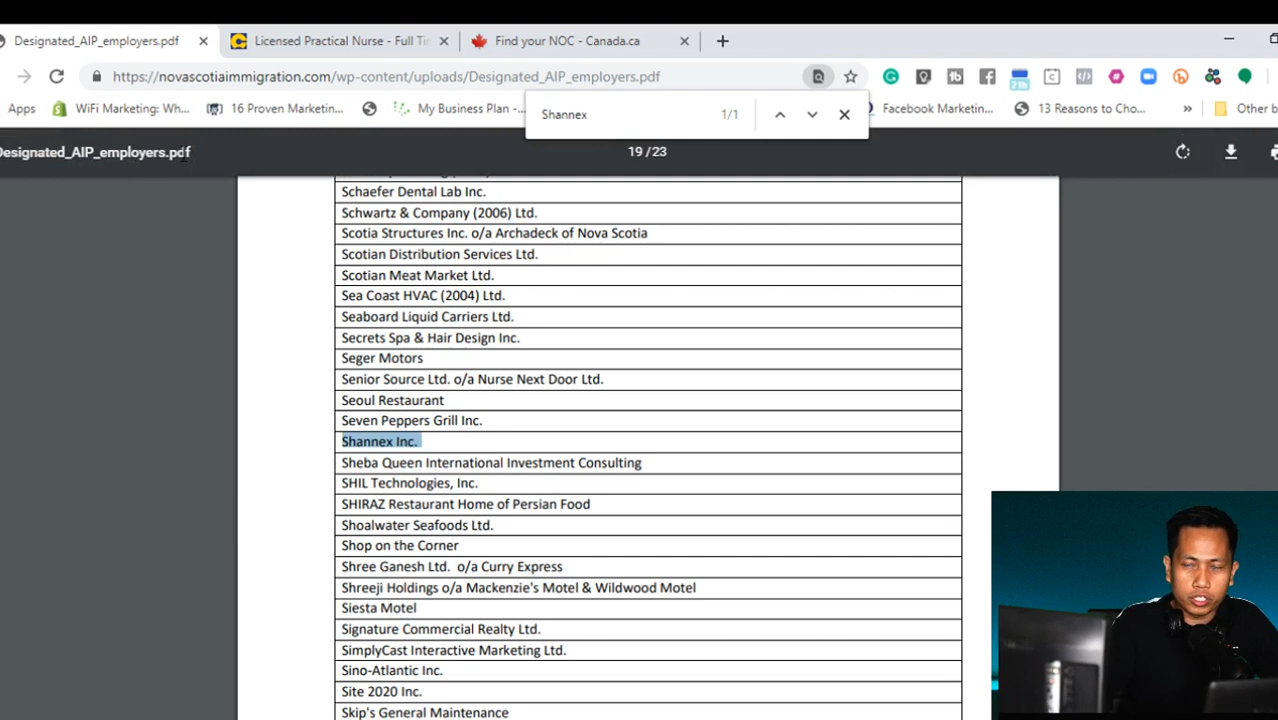 Designated_AIP_employers.pdf
Licensed Practical Nurse - Full Tim
Find your NOC - Canada.ca
https://novascotiaimmigration.com/wp-content/uploads/Designated_AIP_employers.pdf
21h
Apps
WiFi Marketing: Wh...
16 Proven Marketin...
My Business Plan -...
Facebook Marketin...
13 Reasons to Cho...
»
Other b
Shannex
1/1
Designated_AIP_employers.pdf
19 / 23
Schaefer Dental Lab Inc.
Schwartz & Company (2006) Ltd.
Scotia Structures Inc. o/a Archadeck of Nova Scotia
Scotian Distribution Services Ltd.
Scotian Meat Market Ltd.
Sea Coast HVAC (2004) Ltd.
Seaboard Liquid Carriers Ltd.
Secrets Spa & Hair Design Inc.
Seger Motors
Senior Source Ltd. o/a Nurse Next Door Ltd.
Seoul Restaurant
Seven Peppers Grill Inc.
Shannex Inc.
Sheba Queen International Investment Consulting
SHIL Technologies, Inc.
SHIRAZ Restaurant Home of Persian Food
Shoalwater Seafoods Ltd.
Shop on the Corner
Shree Ganesh Ltd. o/a Curry Express
Shreeji Holdings o/a Mackenzie's Motel & Wildwood Motel
Siesta Motel
Signature Commercial Realty Ltd.
SimplyCast Interactive Marketing Ltd.
Sino-Atlantic Inc.
Site 2020 Inc.
Skip's General Maintenance